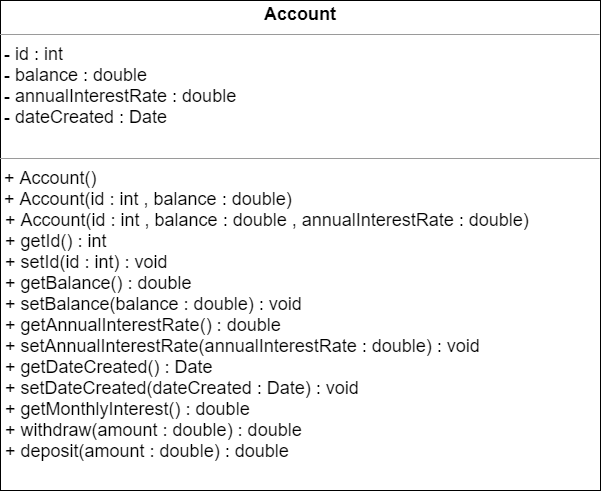 Account
- id : int
- balance : double
- annualInterestRate : double
- dateCreated : Date
+ Account()
+ Account(id : int , balance : double)
+ Account(id : int , balance : double , annualInterestRate : double)
+ getId() : int
+ setId(id : int) : void
+ getBalance() : double
+ setBalance(balance : double) : void
+ getAnnualInterestRate() : double
+ setAnnualInterestRate(annualInterestRate : double) : void
+ getDateCreated() : Date
+ setDateCreated(dateCreated : Date) : void
+ getMonthlyInterest() : double
+ withdraw(amount : double) : double
+ deposit(amount : double) : double